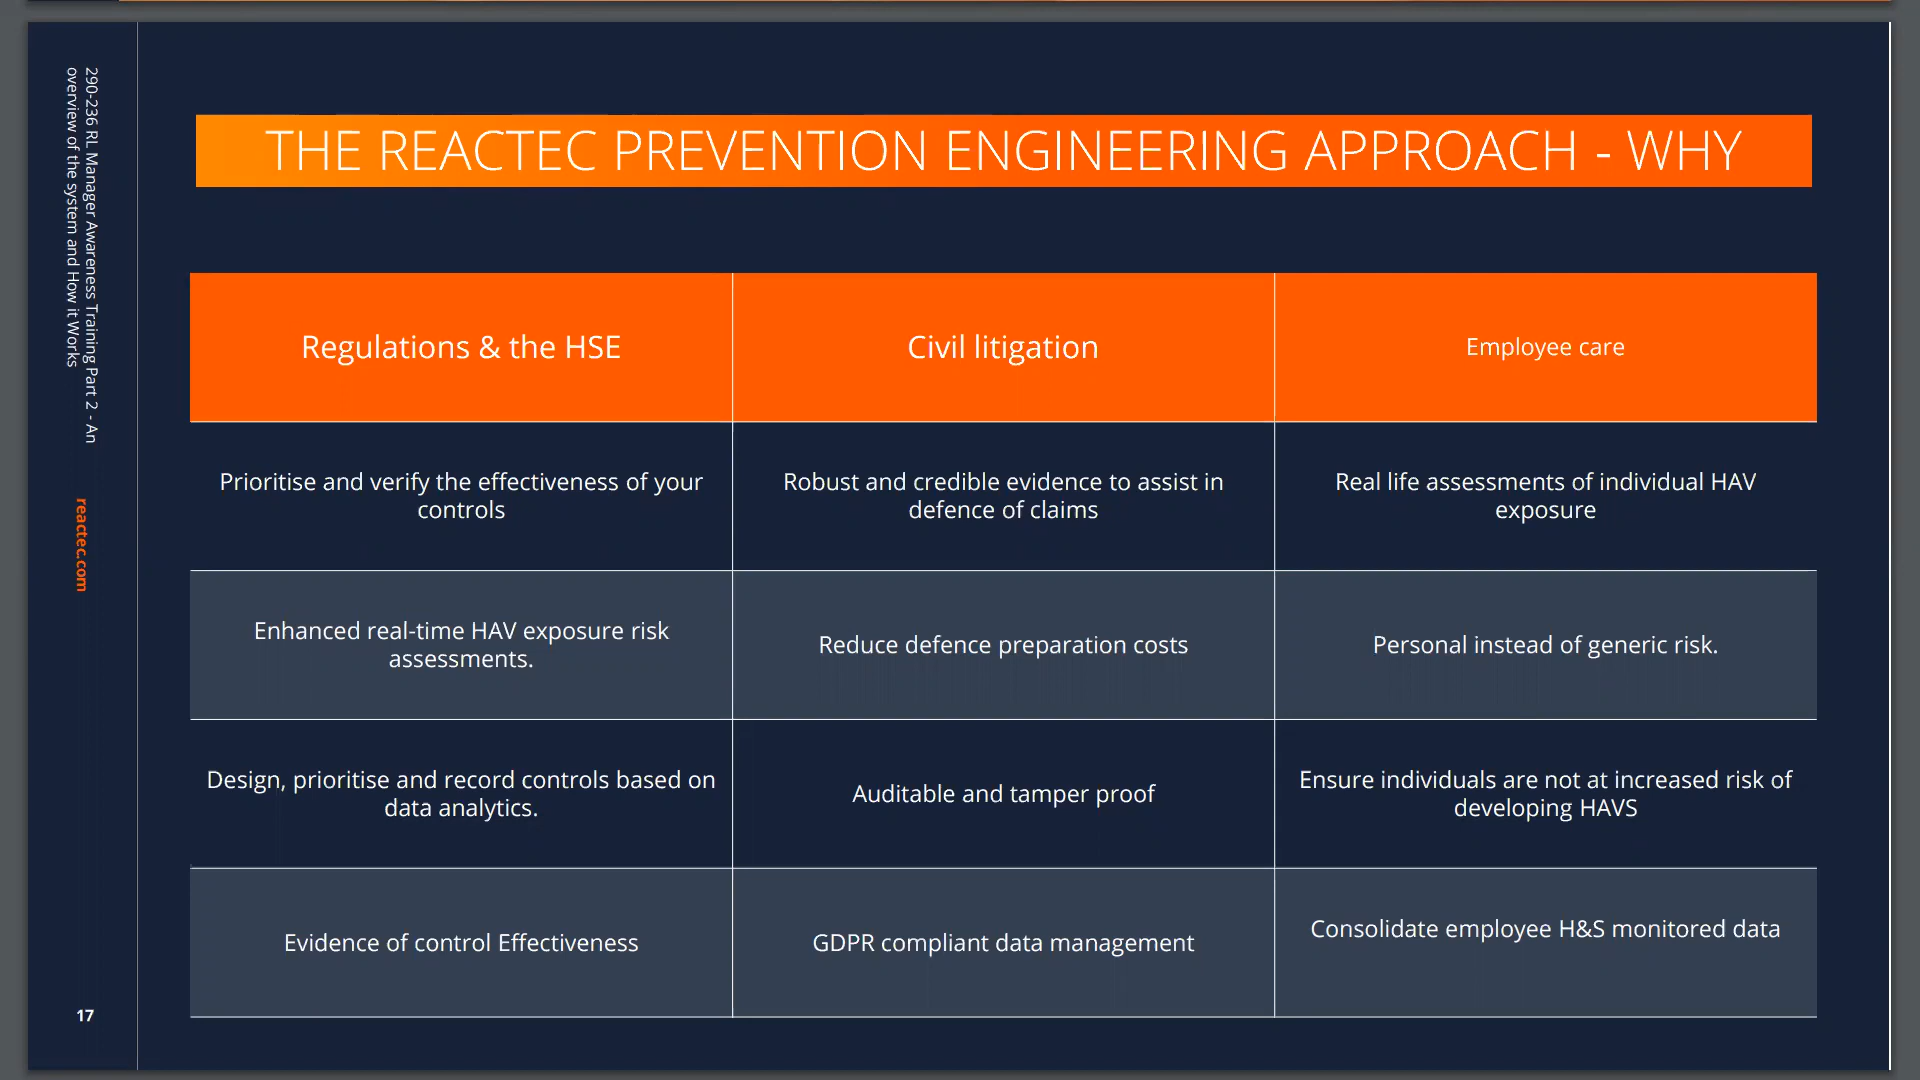 290-236 RL Manager Awareness Training Part 2 - An
overview of the system and How it Works
reactec.com
17
THE REACTEC PREVENTION ENGINEERING APPROACH - WHY
Regulations & the HSE
Civil litigation
Employee care
Prioritise and verify the effectiveness of your
controls
Robust and credible evidence to assist in
defence of claims
Real life assessments of individual HAV
exposure
Enhanced real-time HAV exposure risk
assessments.
Reduce defence preparation costs
Personal instead of generic risk.
Design, prioritise and record controls based on
data analytics.
Auditable and tamper proof
Ensure individuals are not at increased risk of
developing HAVS
Evidence of control Effectiveness
GDPR compliant data management
Consolidate employee H&S monitored data